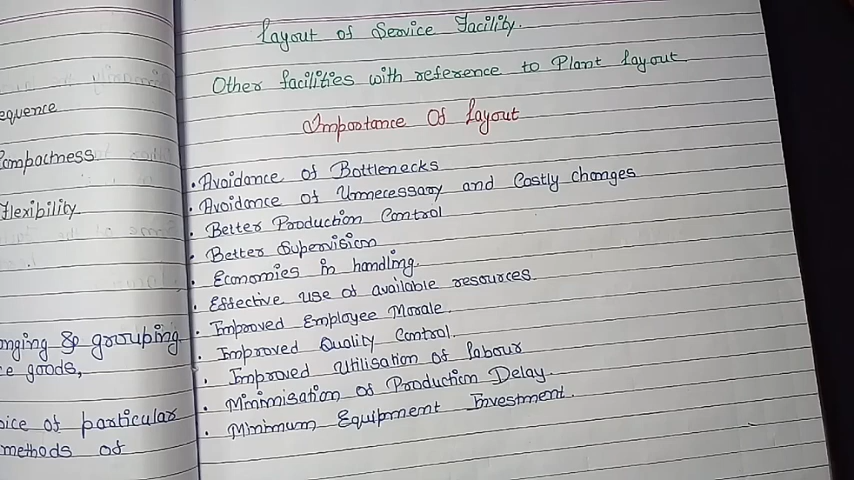 equence
ompactness
Flexibility
nging & grouping
ce goods,
oice of particular
methods of
Layout of Service Facility.
Other facilities with reference to Plant layout
Importance Of Layout
• Avoidance of Bottlenecks
• Avoidance of Unnecessary and Costly changes
• Better Production Control
• Better Supervision
• Economies in handling.
• Effective use of available resources
• Improved Employee Morale.
• Improved Quality Control.
• Improved Utilisation of labour
• Minimisation of Production Delay.
• Minimum Equipment Investment.